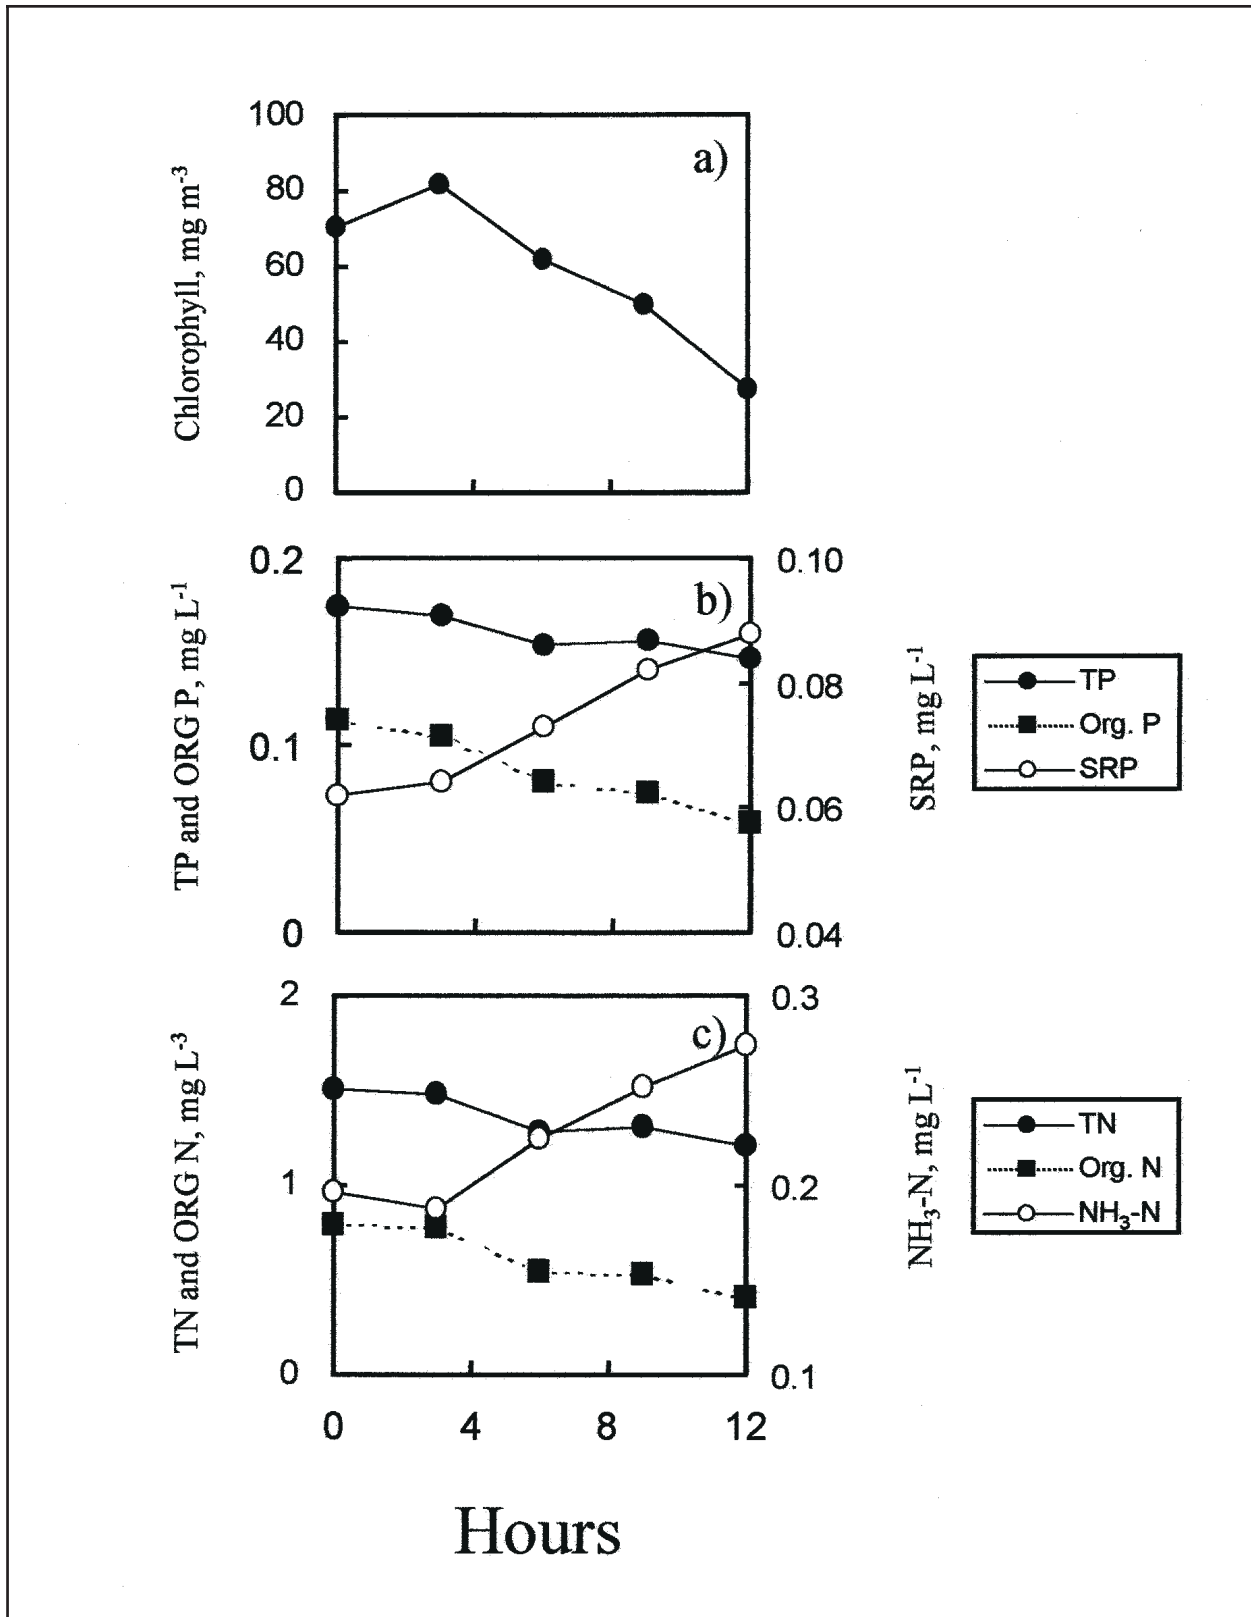 a)
100
80
60
40
20
0
Chlorophyll, mg m-3
b)
0.2
0.1
0
TP and ORG P, mg L-1
0.10
0.08
0.06
0.04
SRP, mg L-1
TP
Org. P
SRP
c)
2
1
0
TN and ORG N, mg L-3
0.3
0.2
0.1
NH3-N, mg L-1
TN
Org. N
NH3-N
0 4 8 12
Hours